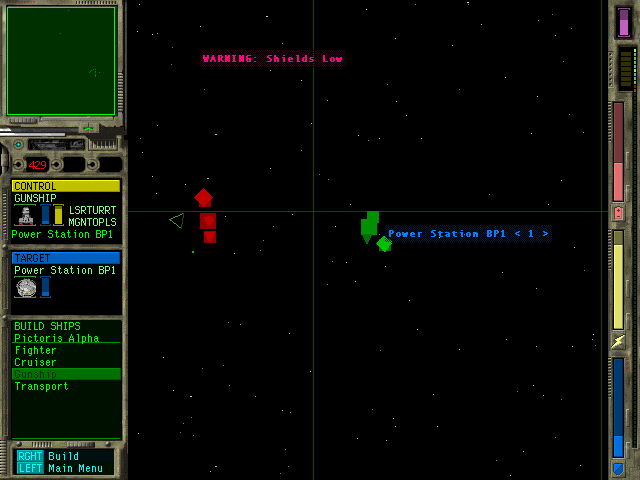 WARNING: Shields Low
429
CONTROL
GUNSHIP
LSRTURRT
MGNTOPLS
Power Station BP1
TARGET
Power Station BP1
Power Station BP1 < 1 >
BUILD SHIPS
Pictoris Alpha
Fighter
Cruiser
Gunship
Transport
RGHT Build
LEFT Main Menu